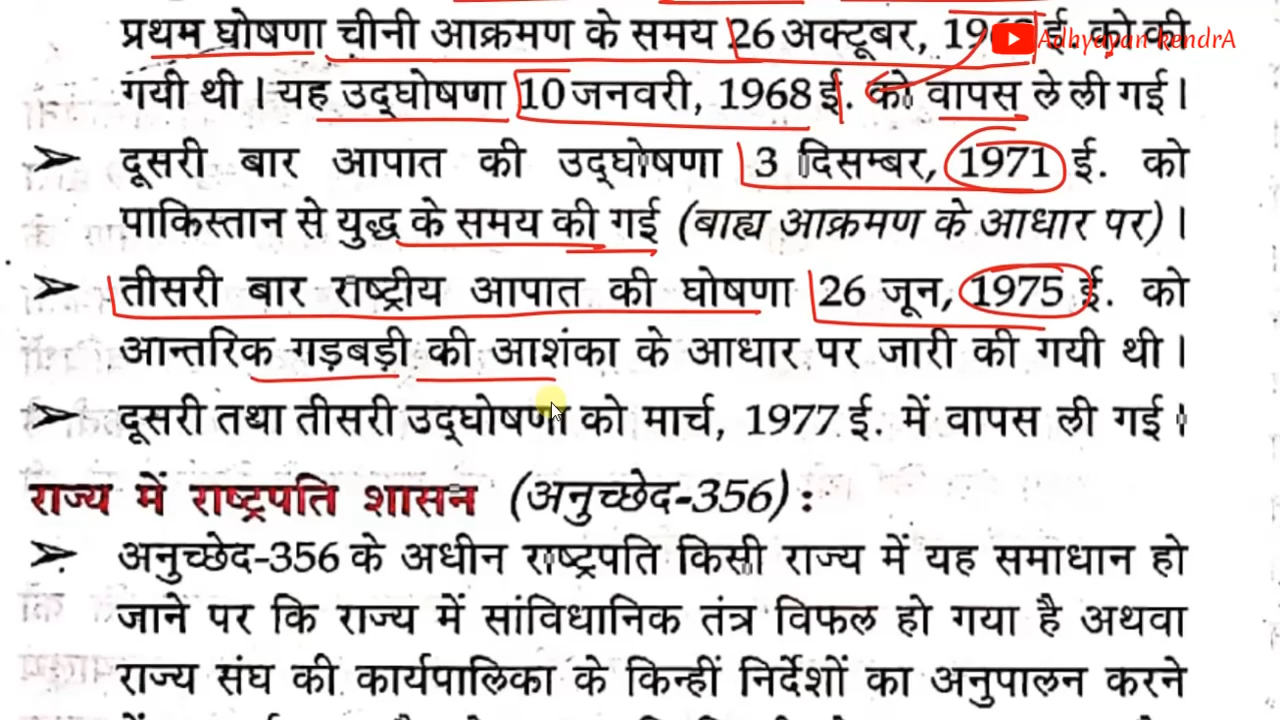 प्रथम घोषणा चीनी आक्रमण के समय 26 अक्टूबर, ई. को की
Adhyayan kendrA
गयी थी। यह उद्घोषणा 10 जनवरी, 1968 ई. को वापस ले ली गई।
➤ दूसरी बार आपात की उद्घोषणा 3 दिसम्बर, 1971 ई. को
पाकिस्तान से युद्ध के समय की गई (बाह्य आक्रमण के आधार पर)।
➤ तीसरी बार राष्ट्रीय आपात की घोषणा 26 जून, 1975 ई. को
आन्तरिक गड़बड़ी की आशंका के आधार पर जारी की गयी थी।
➤ दूसरी तथा तीसरी उद्घोषणा को मार्च, 1977 ई. में वापस ली गई।
राज्य में राष्ट्रपति शासन (अनुच्छेद-356) :
➤ अनुच्छेद-356 के अधीन राष्ट्रपति किसी राज्य में यह समाधान हो
जाने पर कि राज्य में सांविधानिक तंत्र विफल हो गया है अथवा
राज्य संघ की कार्यपालिका के किन्हीं निर्देशों का अनुपालन करने